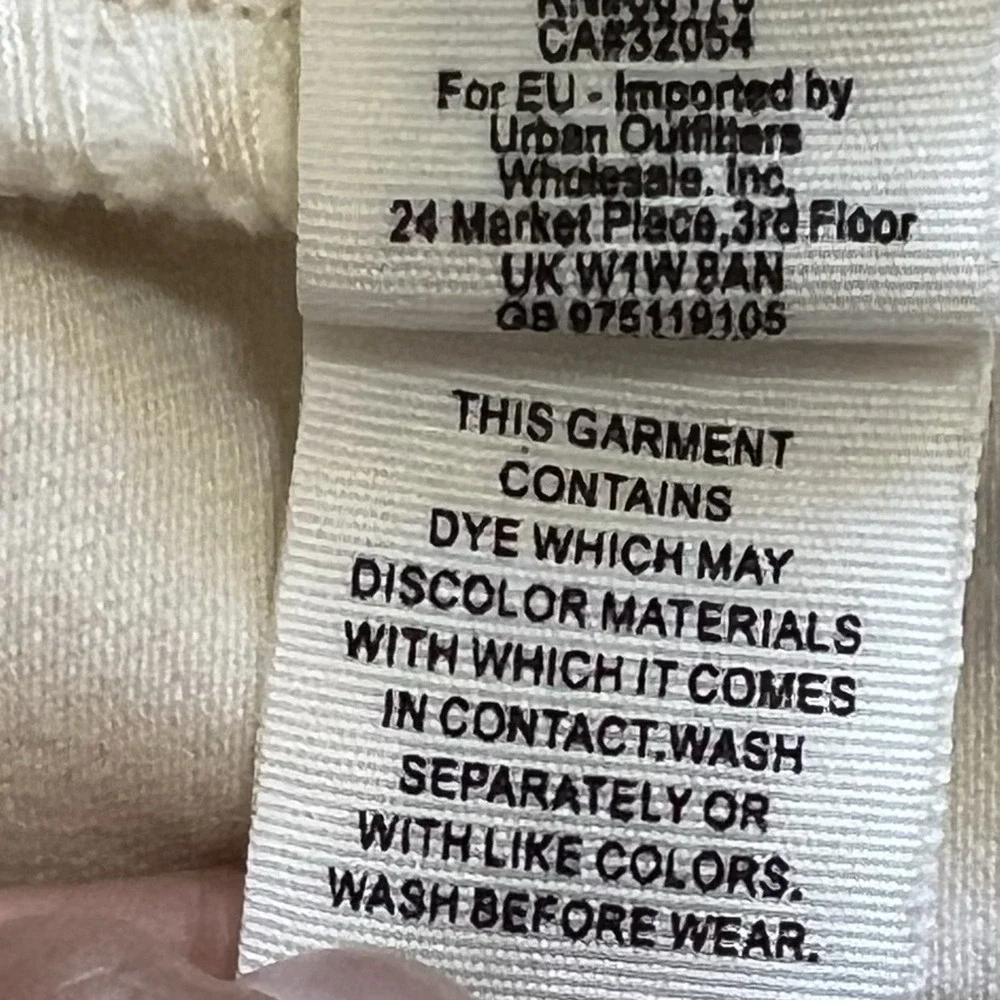 CA#32054
For EU - Imported by
Urban Outfitters
Wholesale. Inc.
24 Market Place,3rd Floor
UK W1W 8AN
GB 975119105
THIS GARMENT
CONTAINS
DYE WHICH MAY
DISCOLOR MATERIALS
WITH WHICH IT COMES
IN CONTACT.WASH
SEPARATELY OR
WITH LIKE COLORS.
WASH BEFORE WEAR.